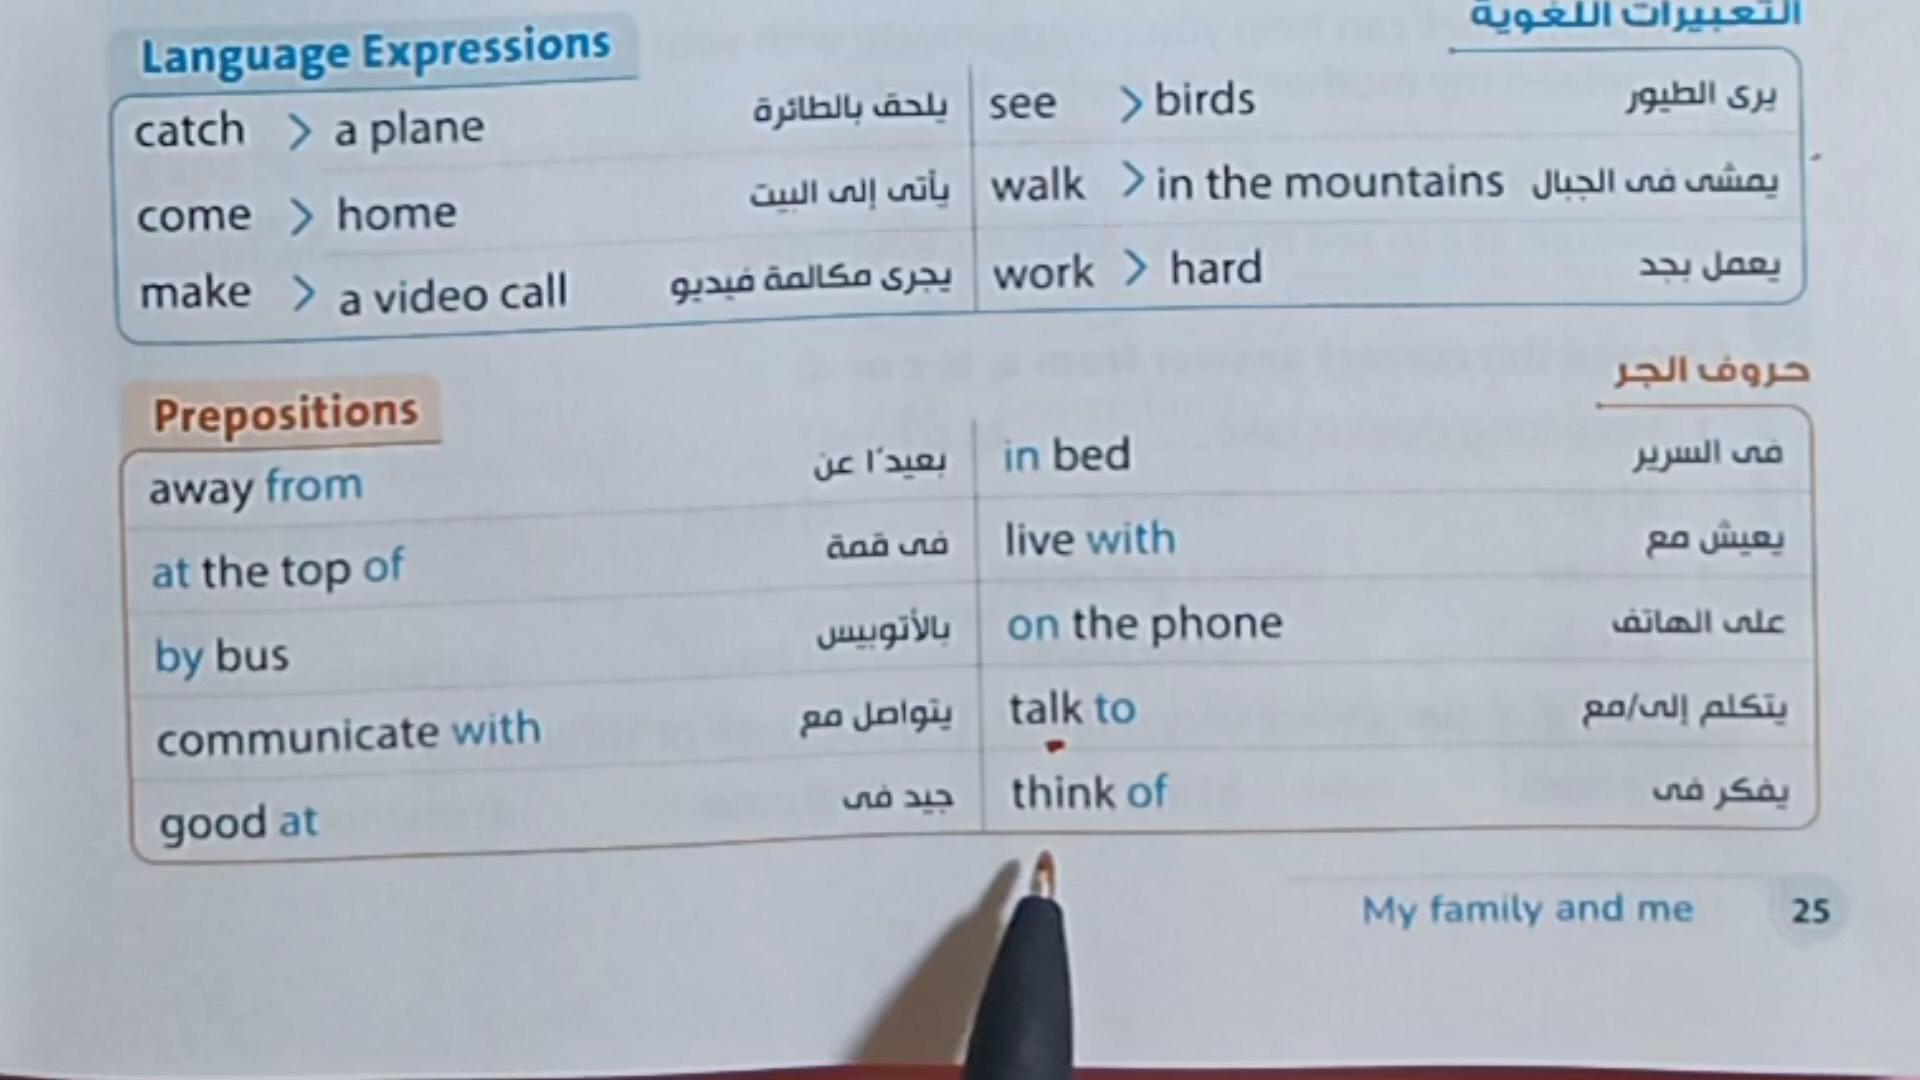 Language Expressions التعبيرات اللغوية
catch > a plane يلحق بالطائرة see > birds يرى الطيور
come > home يأتى إلى البيت walk > in the mountains يمشى فى الجبال
make > a video call يجرى مكالمة فيديو work > hard يعمل بجد
Prepositions حروف الجر
away from بعيدًا عن in bed فى السرير
at the top of فى قمة live with يعيش مع
by bus بالأتوبيس on the phone على الهاتف
communicate with يتواصل مع talk to يتكلم إلى/مع
good at جيد فى think of يفكر فى
My family and me 25